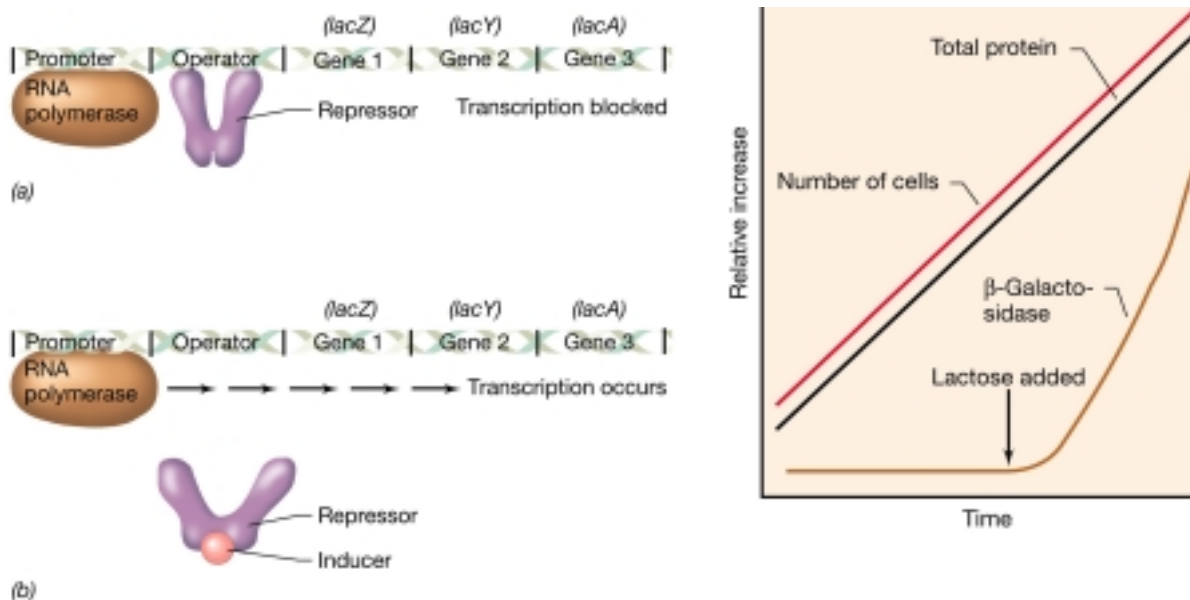 (lacZ) (lacY) (lacA)
Promoter Operator Gene 1 Gene 2 Gene 3
RNA
polymerase
Repressor
Transcription blocked
(a)
(lacZ) (lacY) (lacA)
Promoter Operator Gene 1 Gene 2 Gene 3
RNA
polymerase
Transcription occurs
Repressor
Inducer
(b)
Relative increase
Total protein
Number of cells
β-Galacto-
sidase
Lactose added
Time